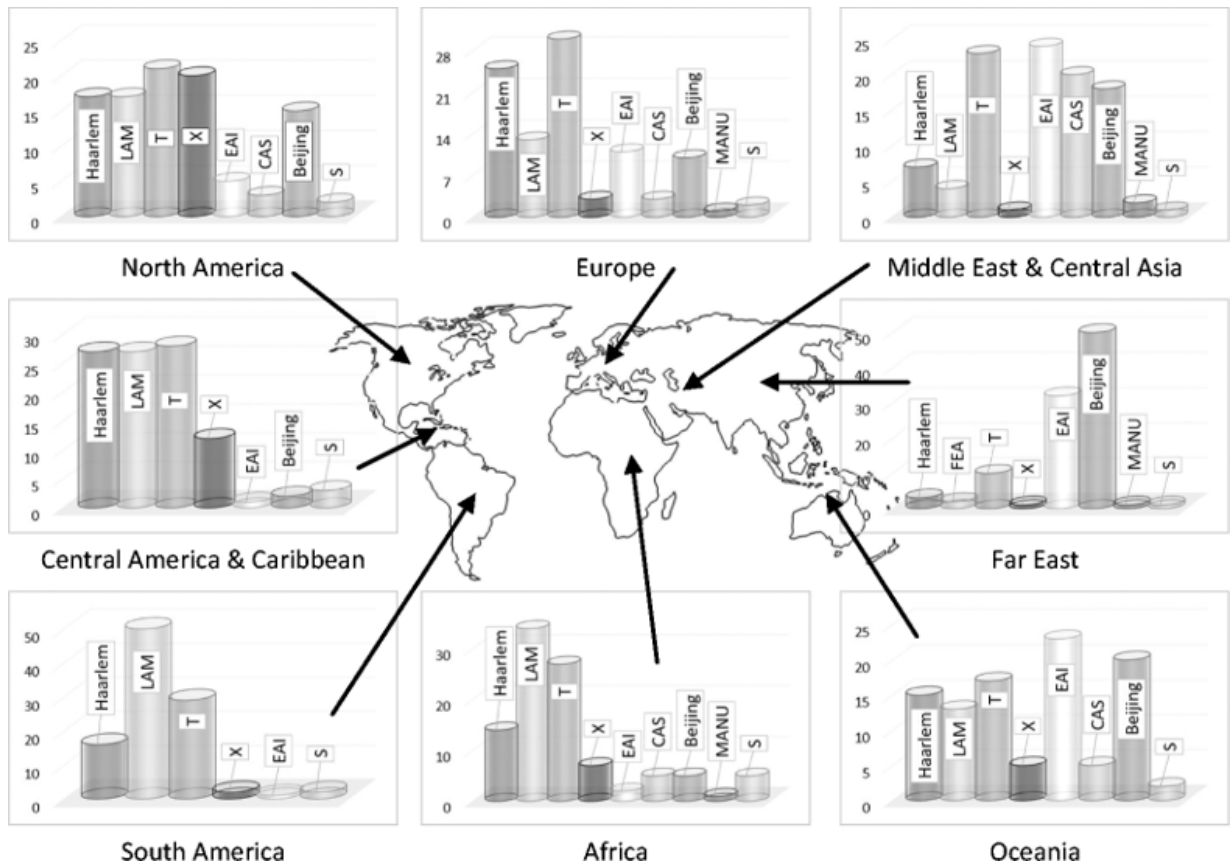 25
20
15
10
5
0
Haarlem
LAM
T
X
EAI
CAS
Beijing
S
North America
28
21
14
7
0
Haarlem
LAM
T
X
EAI
CAS
Beijing
MANU
S
Europe
25
20
15
10
5
0
Haarlem
LAM
T
X
EAI
CAS
Beijing
MANU
S
Middle East & Central Asia
30
25
20
15
10
5
0
Haarlem
LAM
T
X
EAI
Beijing
S
Central America & Caribbean
50
40
30
20
10
0
Haarlem
FEA
T
X
EAI
Beijing
MANU
S
Far East
50
40
30
20
10
0
Haarlem
LAM
T
X
EAI
S
South America
30
20
10
0
Haarlem
LAM
T
X
EAI
CAS
Beijing
MANU
S
Africa
25
20
15
10
5
0
Haarlem
LAM
T
X
EAI
CAS
Beijing
S
Oceania